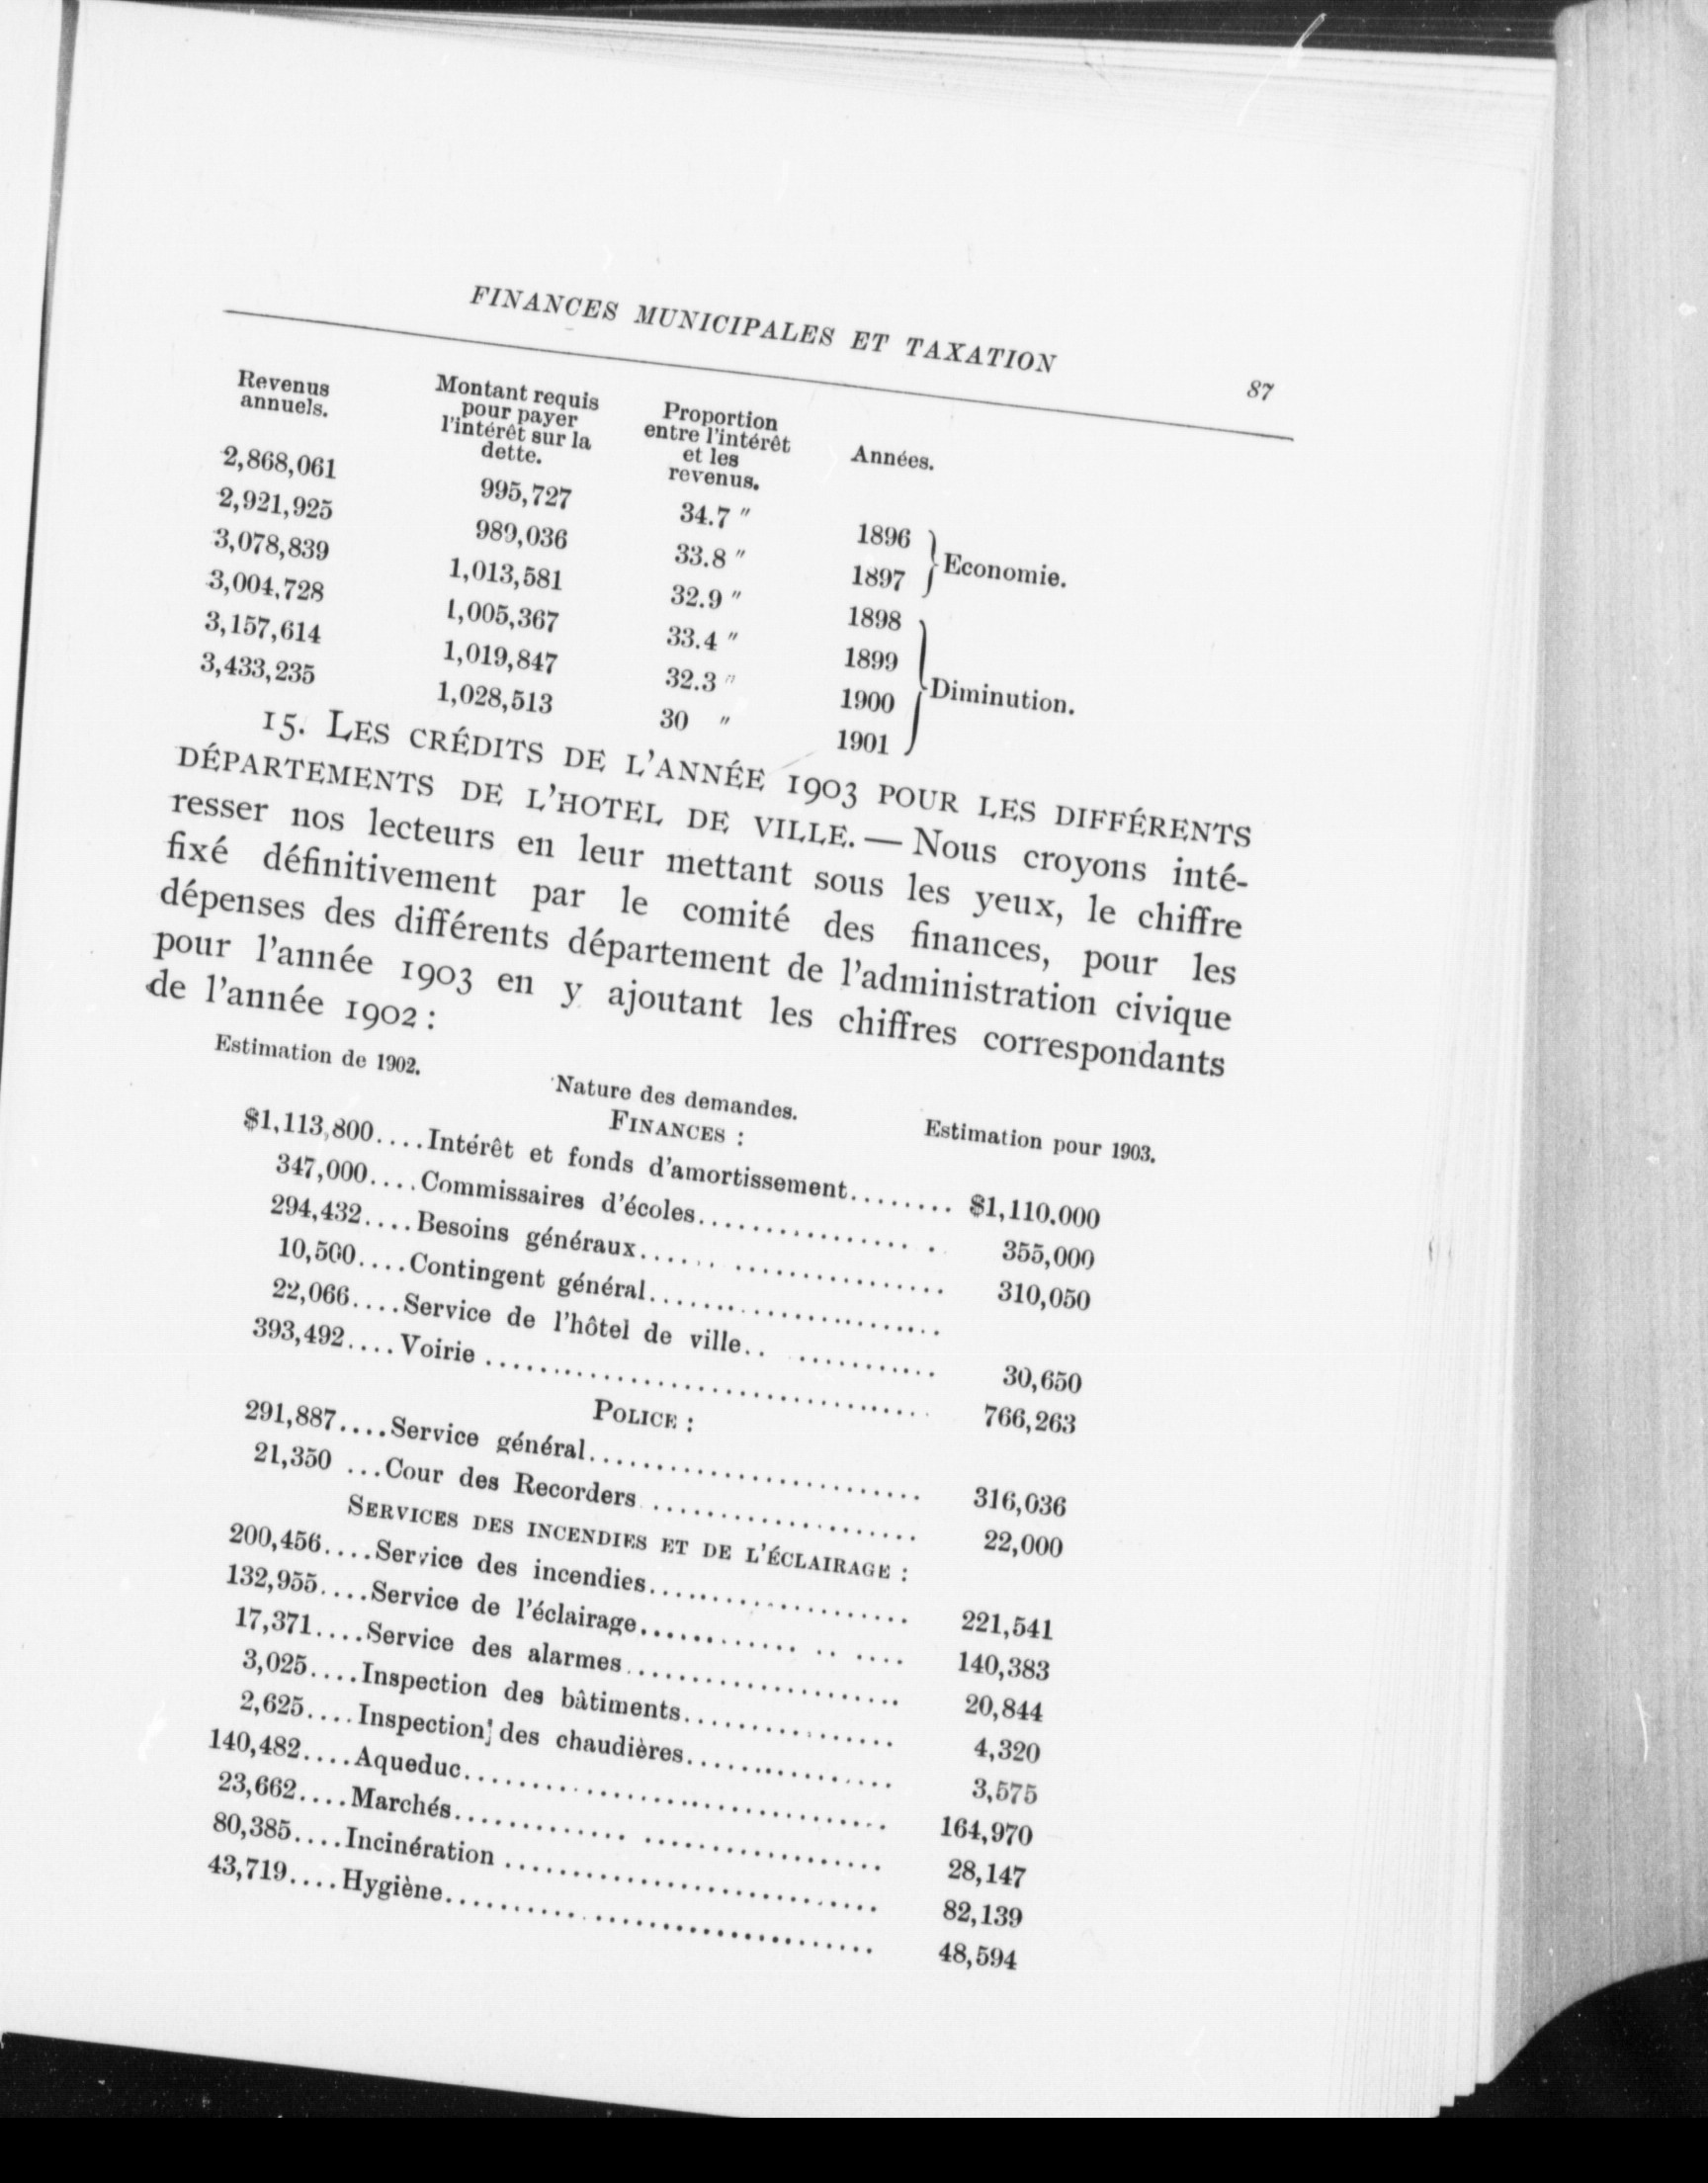 FINANCES MUNICIPALES ET TAXATION 87
Revenus annuels. Montant requis pour payer l'intérêt sur la dette. Proportion entre l'intérêt et les revenus. Années.
2,868,061 995,727 34.7 " 1896
2,921,925 989,036 33.8 " 1897 } Economie.
3,078,839 1,013,581 32.9 " 1898
3,004,728 1,005,367 33.4 " 1899
3,157,614 1,019,847 32.3 " 1900 } Diminution.
3,433,235 1,028,513 30 " 1901
15. LES CRÉDITS DE L'ANNÉE 1903 POUR LES DIFFÉRENTS
DÉPARTEMENTS DE L'HOTEL DE VILLE. — Nous croyons inté-
resser nos lecteurs en leur mettant sous les yeux, le chiffre
fixé définitivement par le comité des finances, pour les
dépenses des différents département de l'administration civique
pour l'année 1903 en y ajoutant les chiffres correspondants
de l'année 1902 :
Estimation de 1902. Nature des demandes. Estimation pour 1903.
FINANCES :
$1,113,800....Intérêt et fonds d'amortissement........ $1,110.000
347,000....Commissaires d'écoles................. 355,000
294,432....Besoins généraux...................... 310,050
10,500....Contingent général......................
22,066....Service de l'hôtel de ville.. ........... 30,650
393,492....Voirie ................................. 766,263
POLICE :
291,887....Service général......................... 316,036
21,350 ...Cour des Recorders .................... 22,000
SERVICES DES INCENDIES ET DE L'ÉCLAIRAGE :
200,456....Service des incendies................... 221,541
132,955....Service de l'éclairage............ .. .... 140,383
17,371....Service des alarmes..................... 20,844
3,025....Inspection des bâtiments................ 4,320
2,625....Inspection des chaudières................ 3,575
140,482....Aqueduc................................ 164,970
23,662....Marchés............. .................. 28,147
80,385....Incinération ............................ 82,139
43,719....Hygiène................................ 48,594